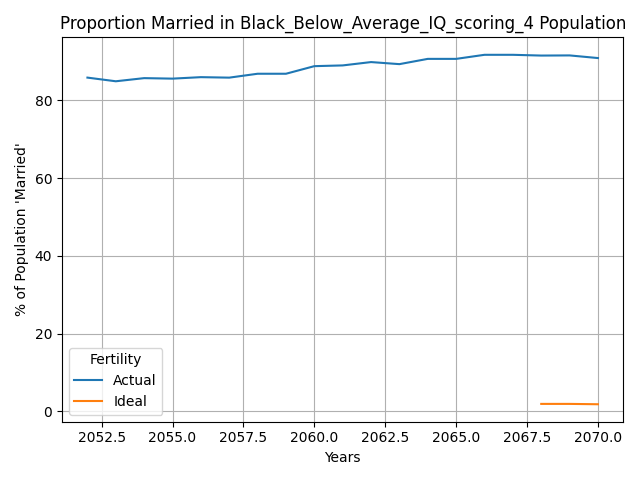 Proportion Married in Black_Below_Average_IQ_scoring_4 Population
% of Population 'Married'
80
60
40
20
0
Fertility
Actual
Ideal
2052.5 2055.0 2057.5 2060.0 2062.5 2065.0 2067.5 2070.0
Years